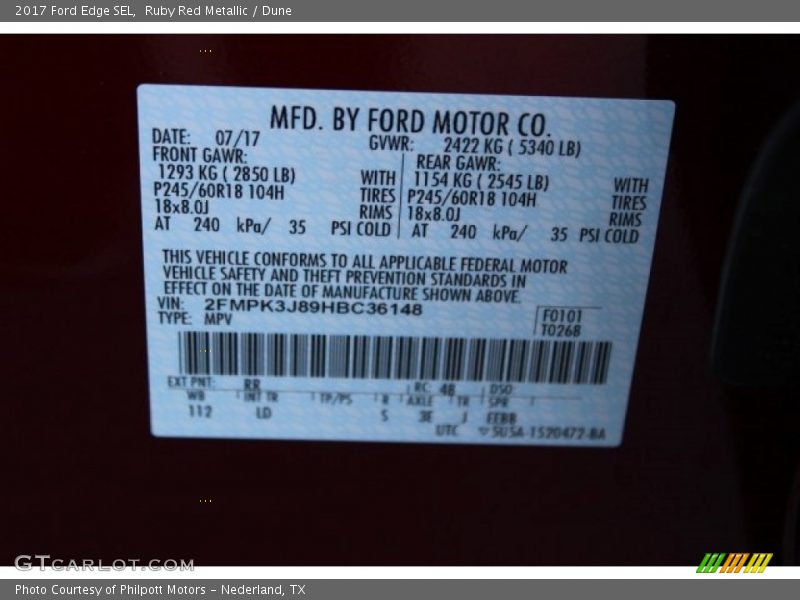 2017 Ford Edge SEL,  Ruby Red Metallic / Dune
MFD. BY FORD MOTOR CO.
DATE: 07/17 GVWR: 2422 KG ( 5340 LB)
FRONT GAWR: REAR GAWR:
1293 KG ( 2850 LB) WITH 1154 KG ( 2545 LB) WITH
P245/60R18 104H TIRES P245/60R18 104H TIRES
18x8.0J RIMS 18x8.0J RIMS
AT 240 kPa/ 35 PSI COLD AT 240 kPa/ 35 PSI COLD
THIS VEHICLE CONFORMS TO ALL APPLICABLE FEDERAL MOTOR
VEHICLE SAFETY AND THEFT PREVENTION STANDARDS IN
EFFECT ON THE DATE OF MANUFACTURE SHOWN ABOVE.
VIN: 2FMPK3J89HBC36148 F0101
TYPE: MPV T0268
EXT PNT: RR RC: 48 DSO:
WB INT TR TP/PS R AXLE TR SPR
112 LD S 3E J FEBB
UTC 5U5A-1520472-BA
GTCARLOT.COM
Photo Courtesy of Philpott Motors - Nederland, TX